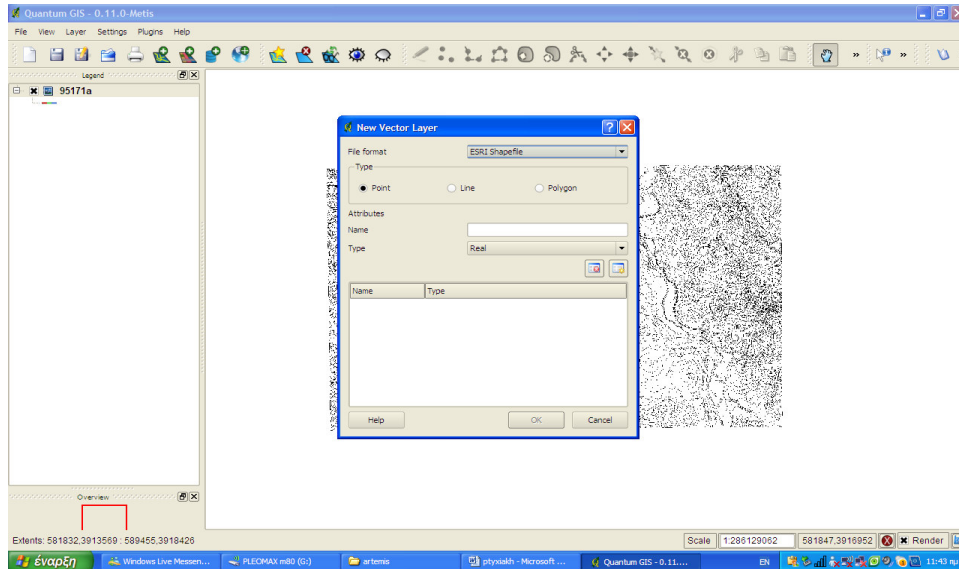 Quantum GIS - 0.11.0-Metis
File View Layer Settings Plugins Help
Legend
95171a
New Vector Layer
File format ESRI Shapefile
Type
Point Line Polygon
Attributes
Name
Type Real
Name Type
Help OK Cancel
Overview
Extents: 581832,3913569 : 589455,3918426
Scale 1:286129062 581847,3916952 Render
έναρξη Windows Live Messen... PLEOMAX m80 (G:) artemis ptyxiakh - Microsoft ... Quantum GIS - 0.11.... EN 11:43 πμ